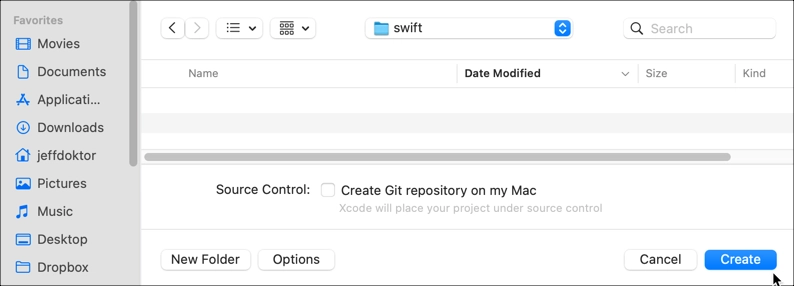 Favorites
Movies
Documents
Applicati...
Downloads
jeffdoktor
Pictures
Music
Desktop
Dropbox
swift
Search
Name Date Modified Size Kind
Source Control: Create Git repository on my Mac
Xcode will place your project under source control
New Folder Options Cancel Create